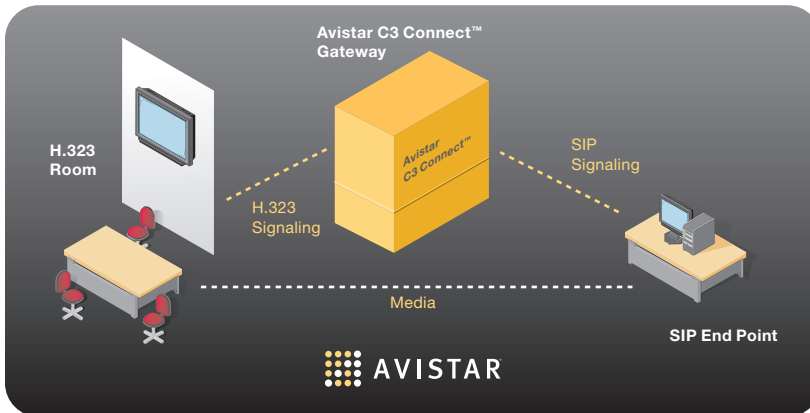 Avistar C3 Connect™
Gateway
H.323
Room
Avistar
C3 Connect™
SIP
Signaling
H.323
Signaling
Media
SIP End Point
AVISTAR